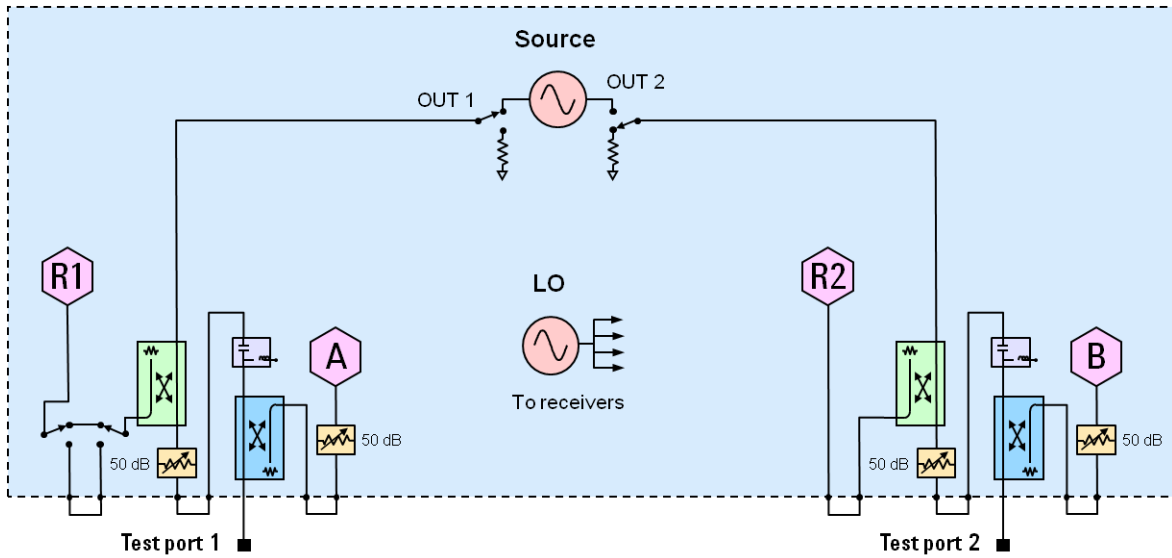 Source
OUT 1
OUT 2
R1
R2
LO
A
B
To receivers
50 dB
50 dB
50 dB
50 dB
Test port 1
Test port 2